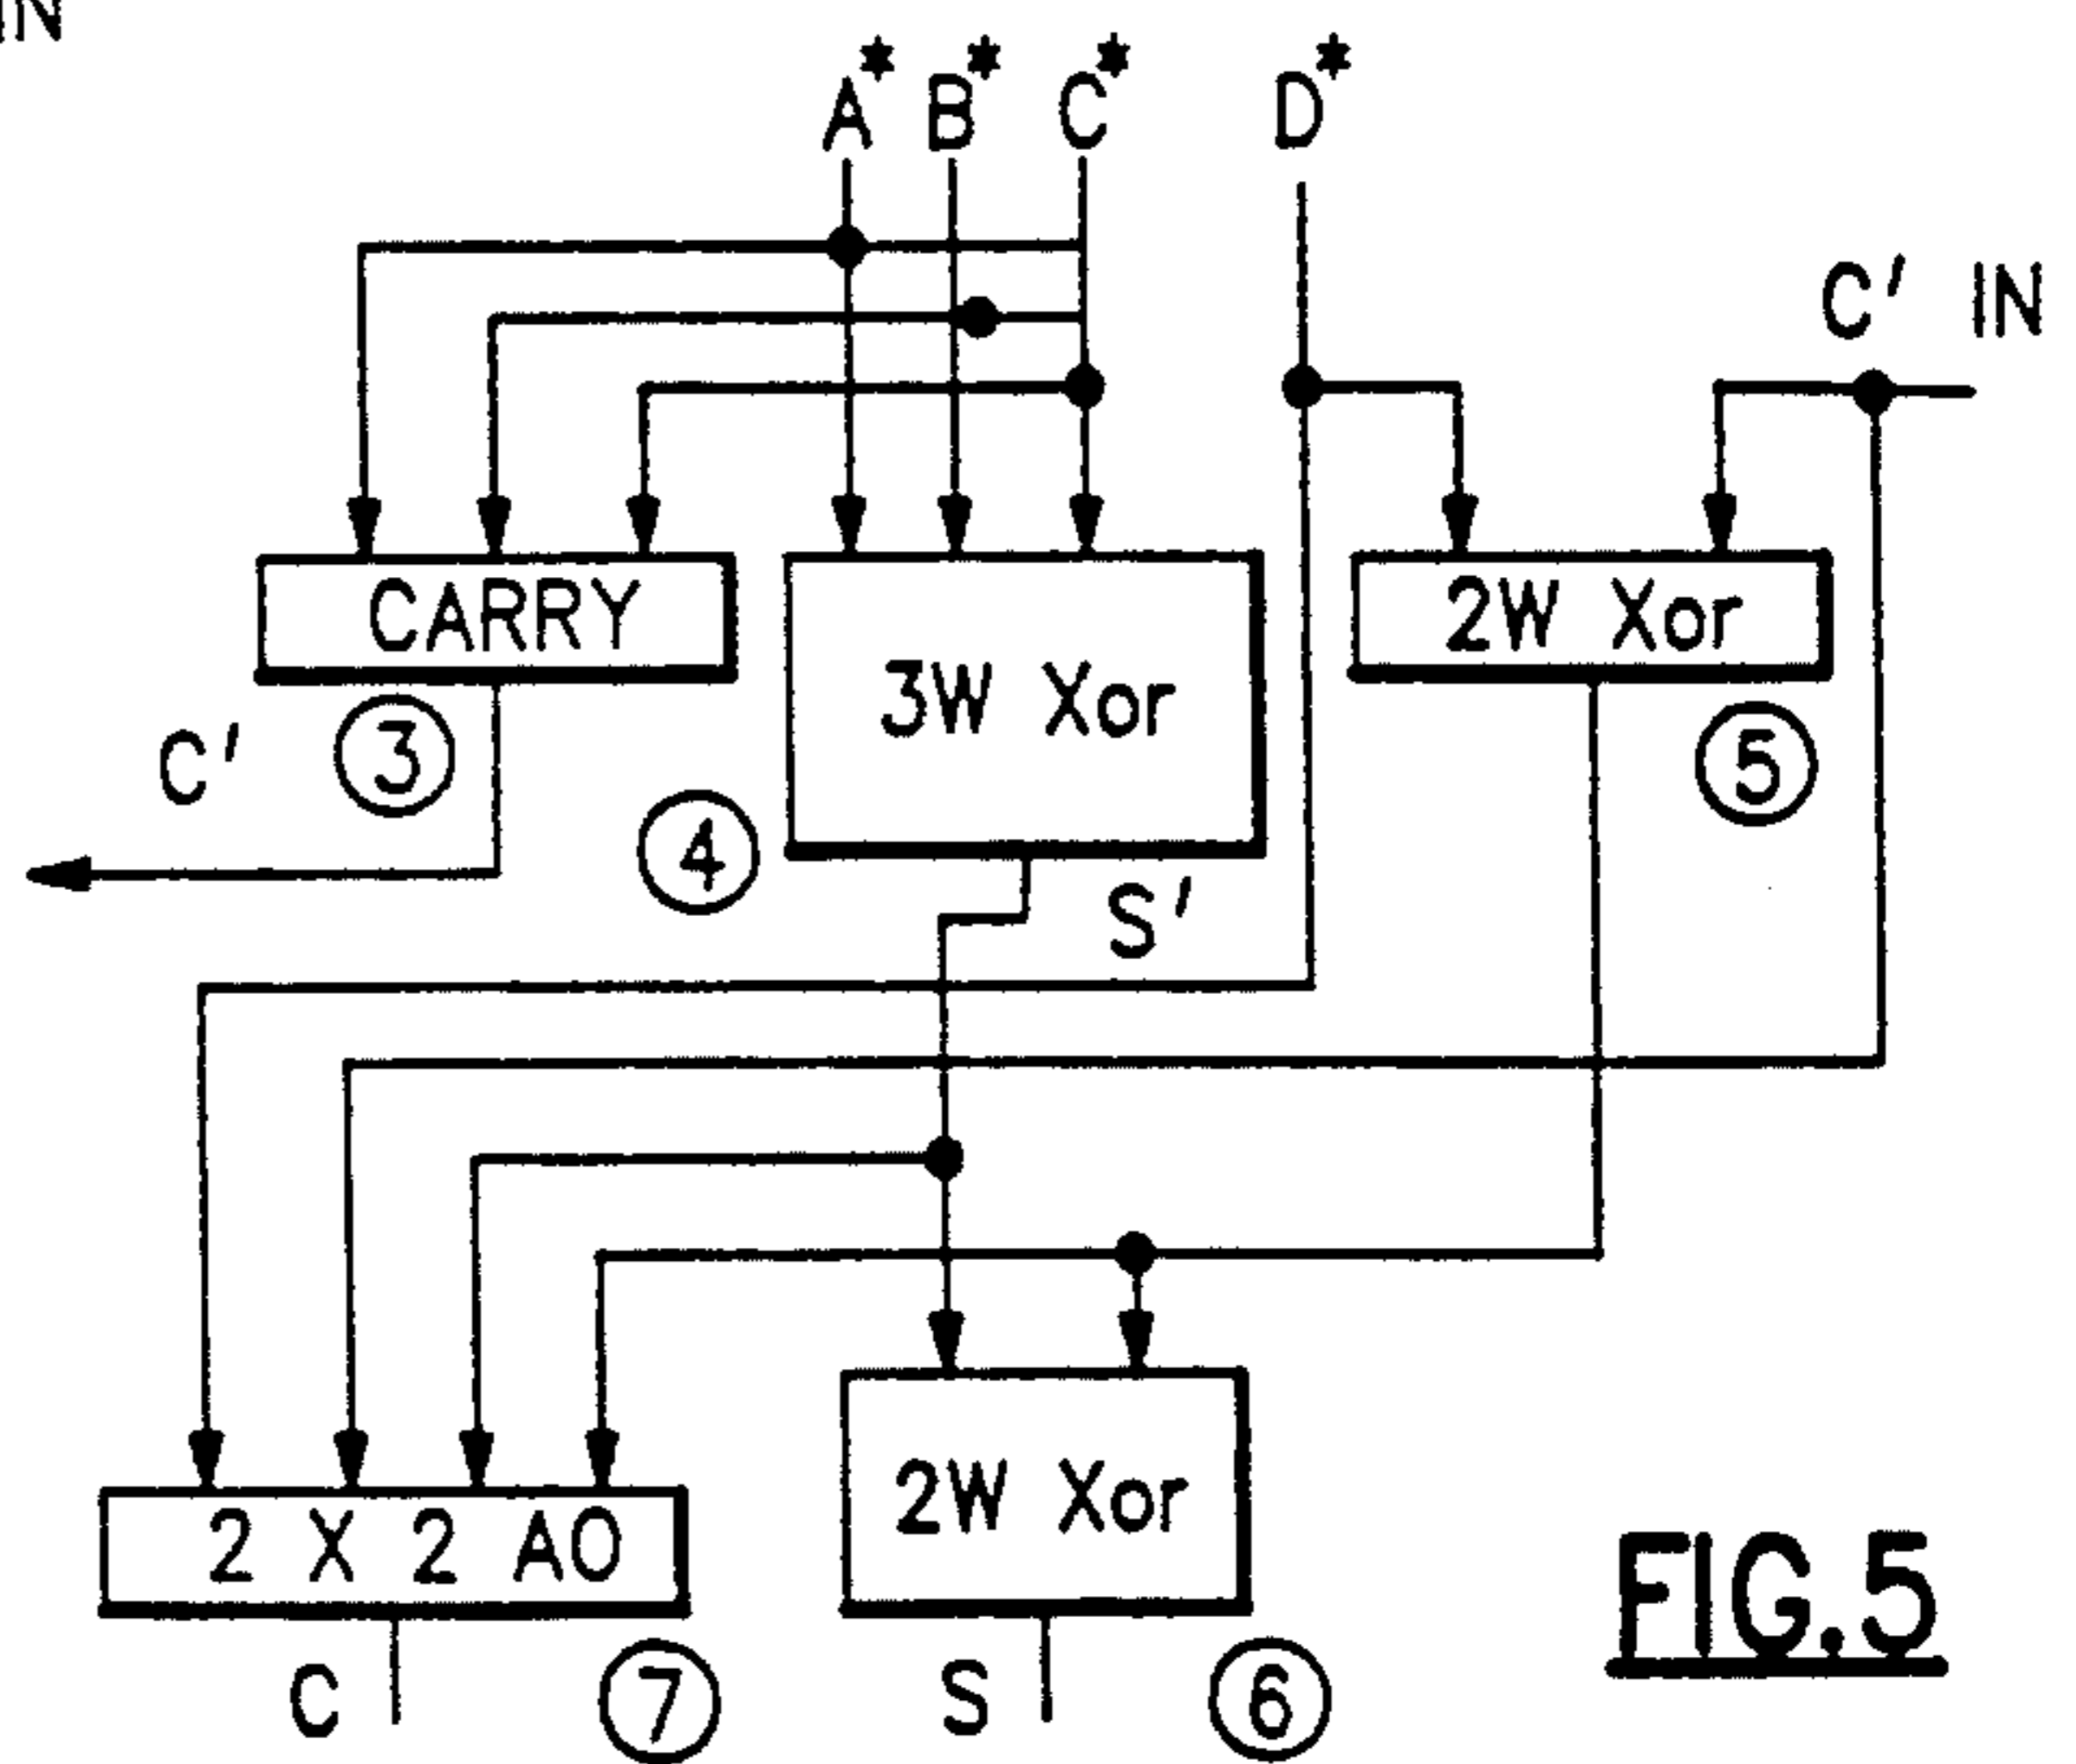 IN
A* B* C* D*
C' IN
CARRY
3W Xor
2W Xor
C'
3
4
5
S'
2 X 2 AO
2W Xor
C
7
S
6
FIG.5